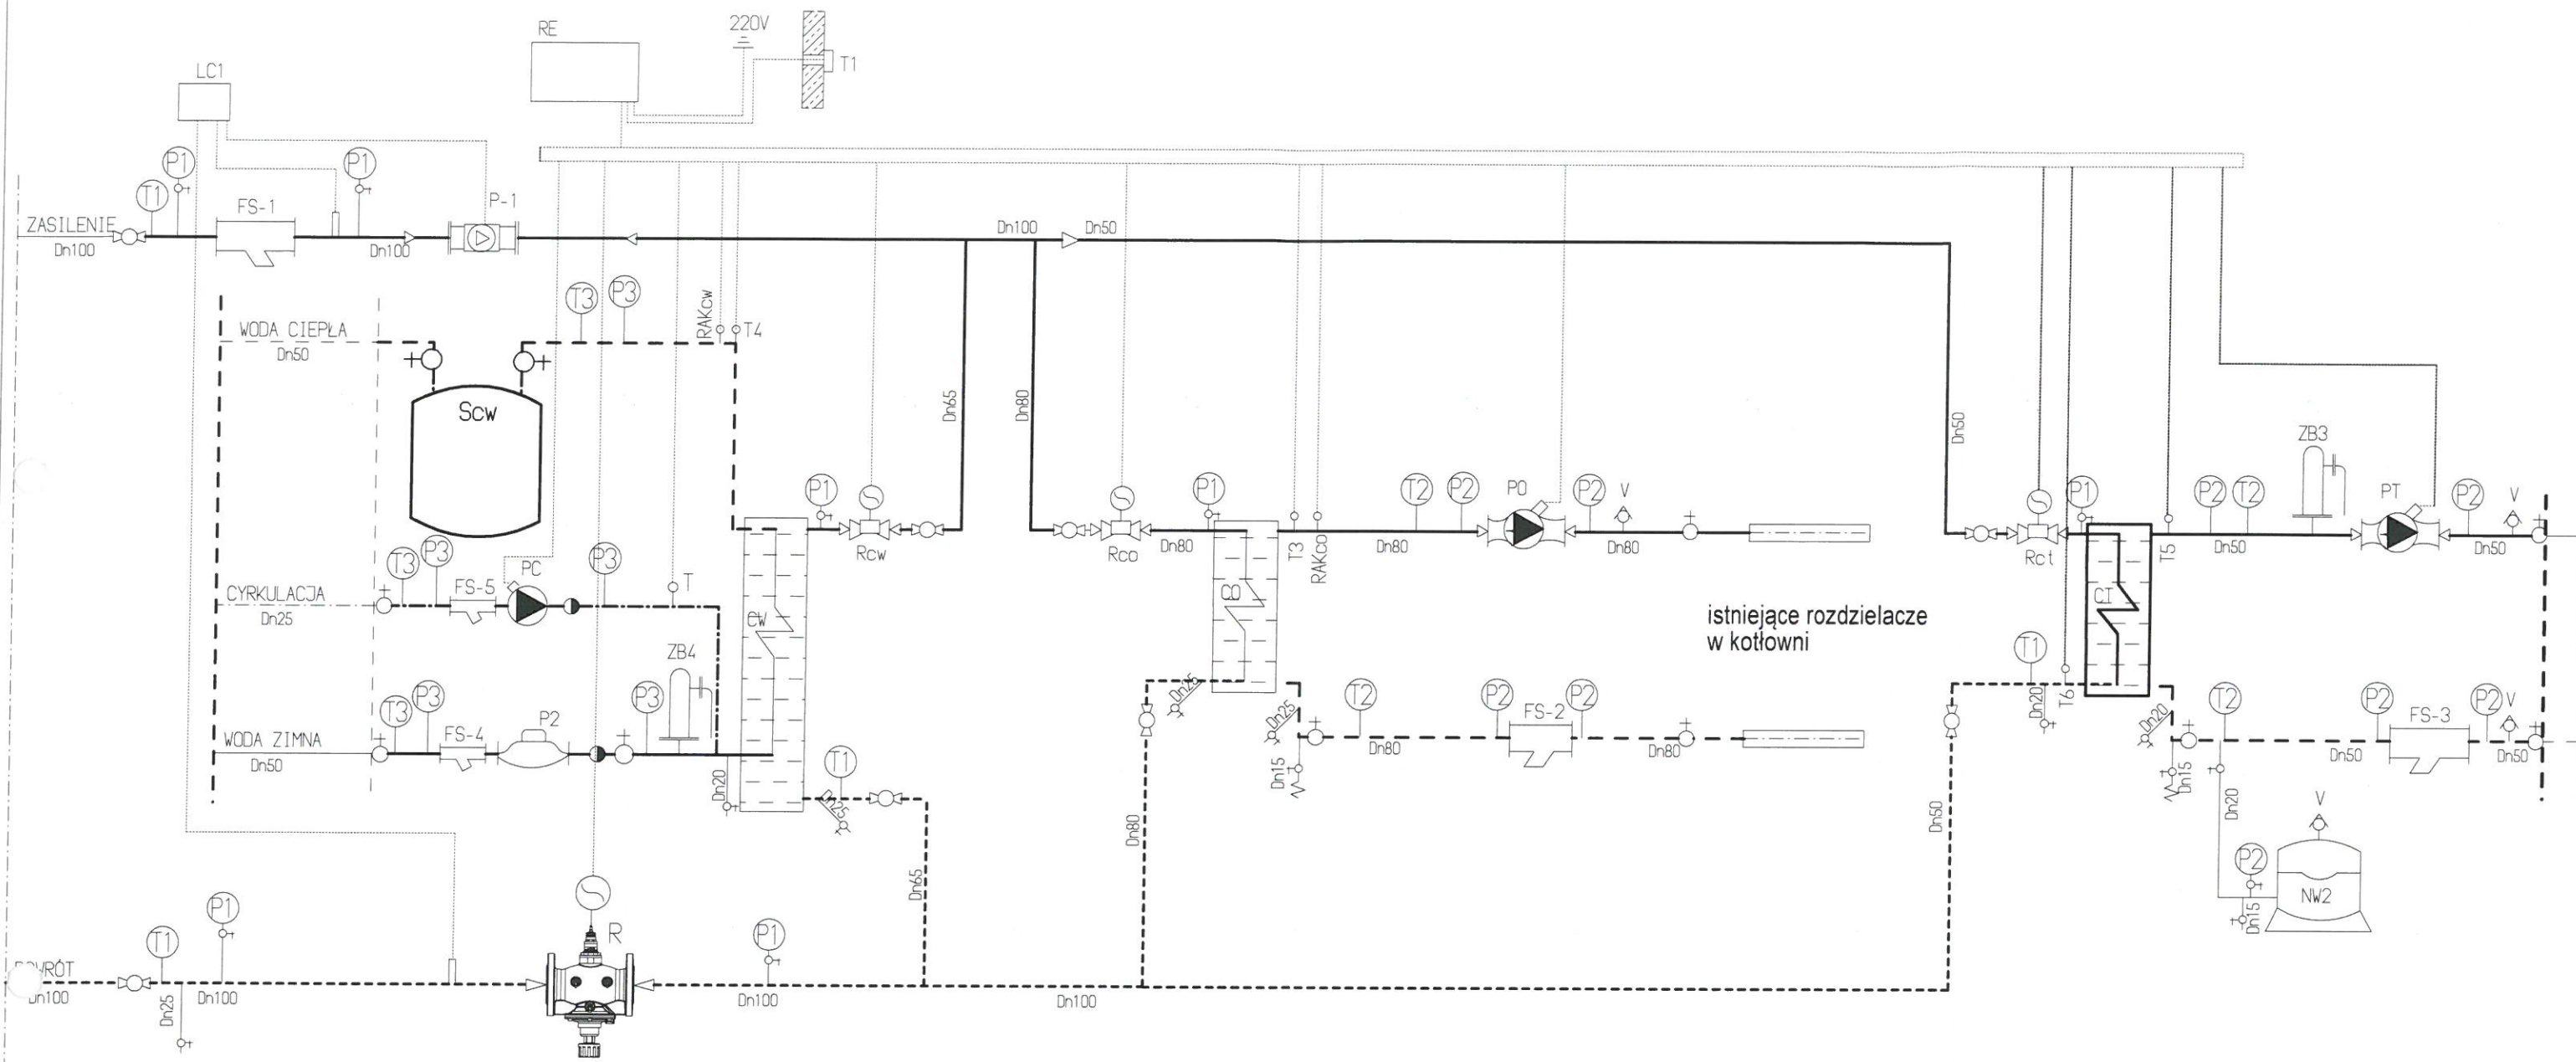 RE
220V
T1
LC1
P1
P1
T1
FS-1
P-1
ZASILENIE
Dn100
Dn100
Dn100
Dn50
T3
P3
RAKcw
T4
WODA CIEPŁA
Dn50
Scw
Dn65
Dn80
Dn50
P1
Rcw
Rco
P1
Dn80
T3
RAKco
T2
P2
Dn80
PO
P2
V
Dn80
Rct
P1
T5
P2
T2
Dn50
ZB3
PT
P2
V
Dn50
T3
P3
FS-5
PC
P3
T
CYRKULACJA
Dn25
CW
CO
CT
istniejące rozdzielacze
w kotłowni
T1
Dn20
T6
ZB4
T3
P3
FS-4
P2
P3
WODA ZIMNA
Dn50
Dn20
T1
Dn25
Dn25
Dn25
T2
P2
FS-2
P2
Dn80
Dn80
Dn15
Dn20
T2
P2
FS-3
P2
V
Dn50
Dn50
Dn15
Dn20
Dn80
Dn50
Dn65
V
P2
NW2
Dn15
P1
T1
R
P1
Dn100
Dn25
Dn100
Dn100
Dn100